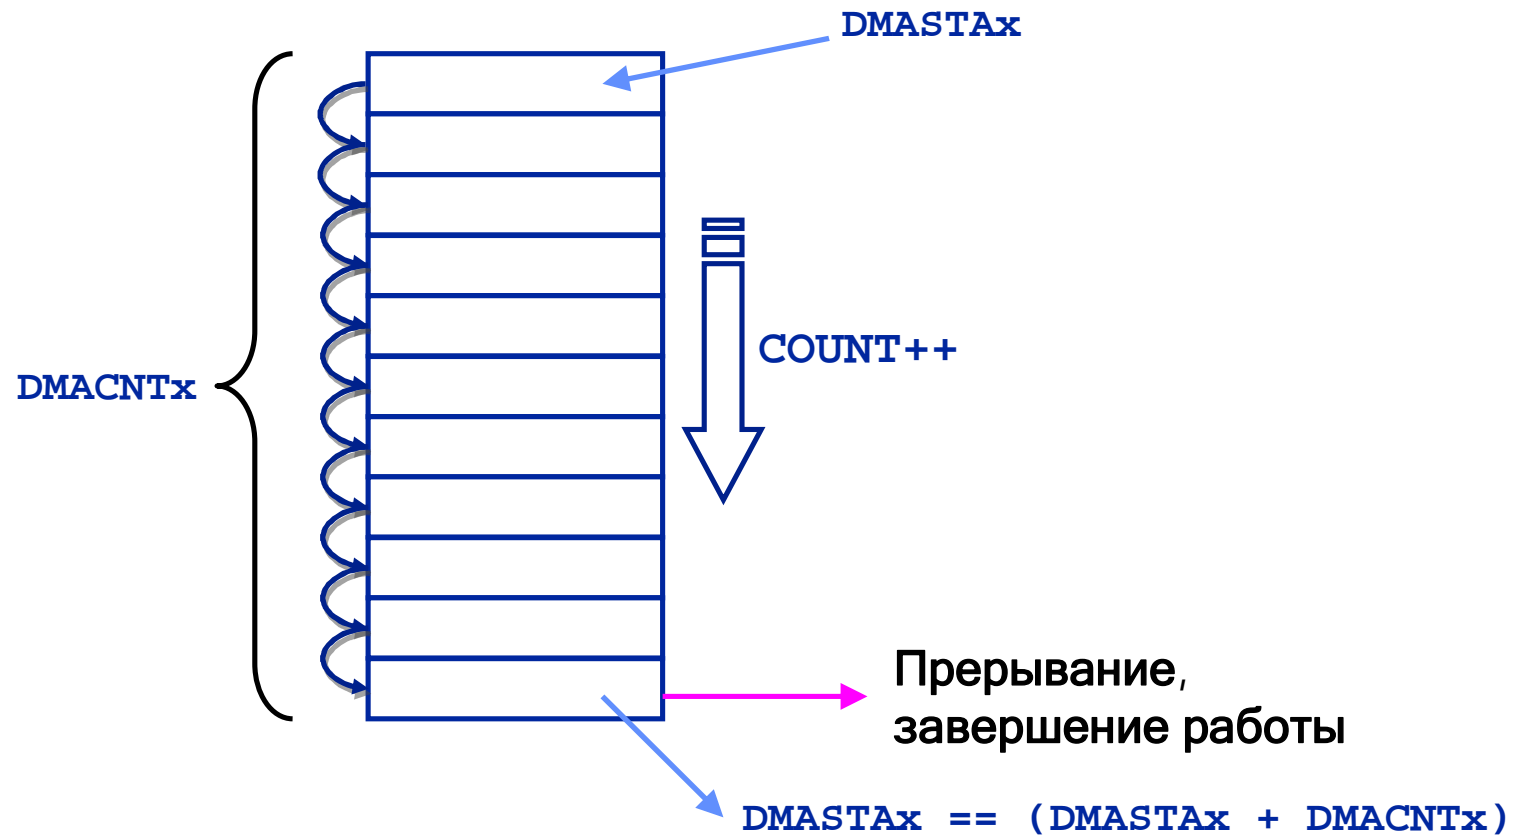 DMASTAx
COUNT++
DMACNTx
Прерывание,
завершение работы
DMASTAx == (DMASTAx + DMACNTx)